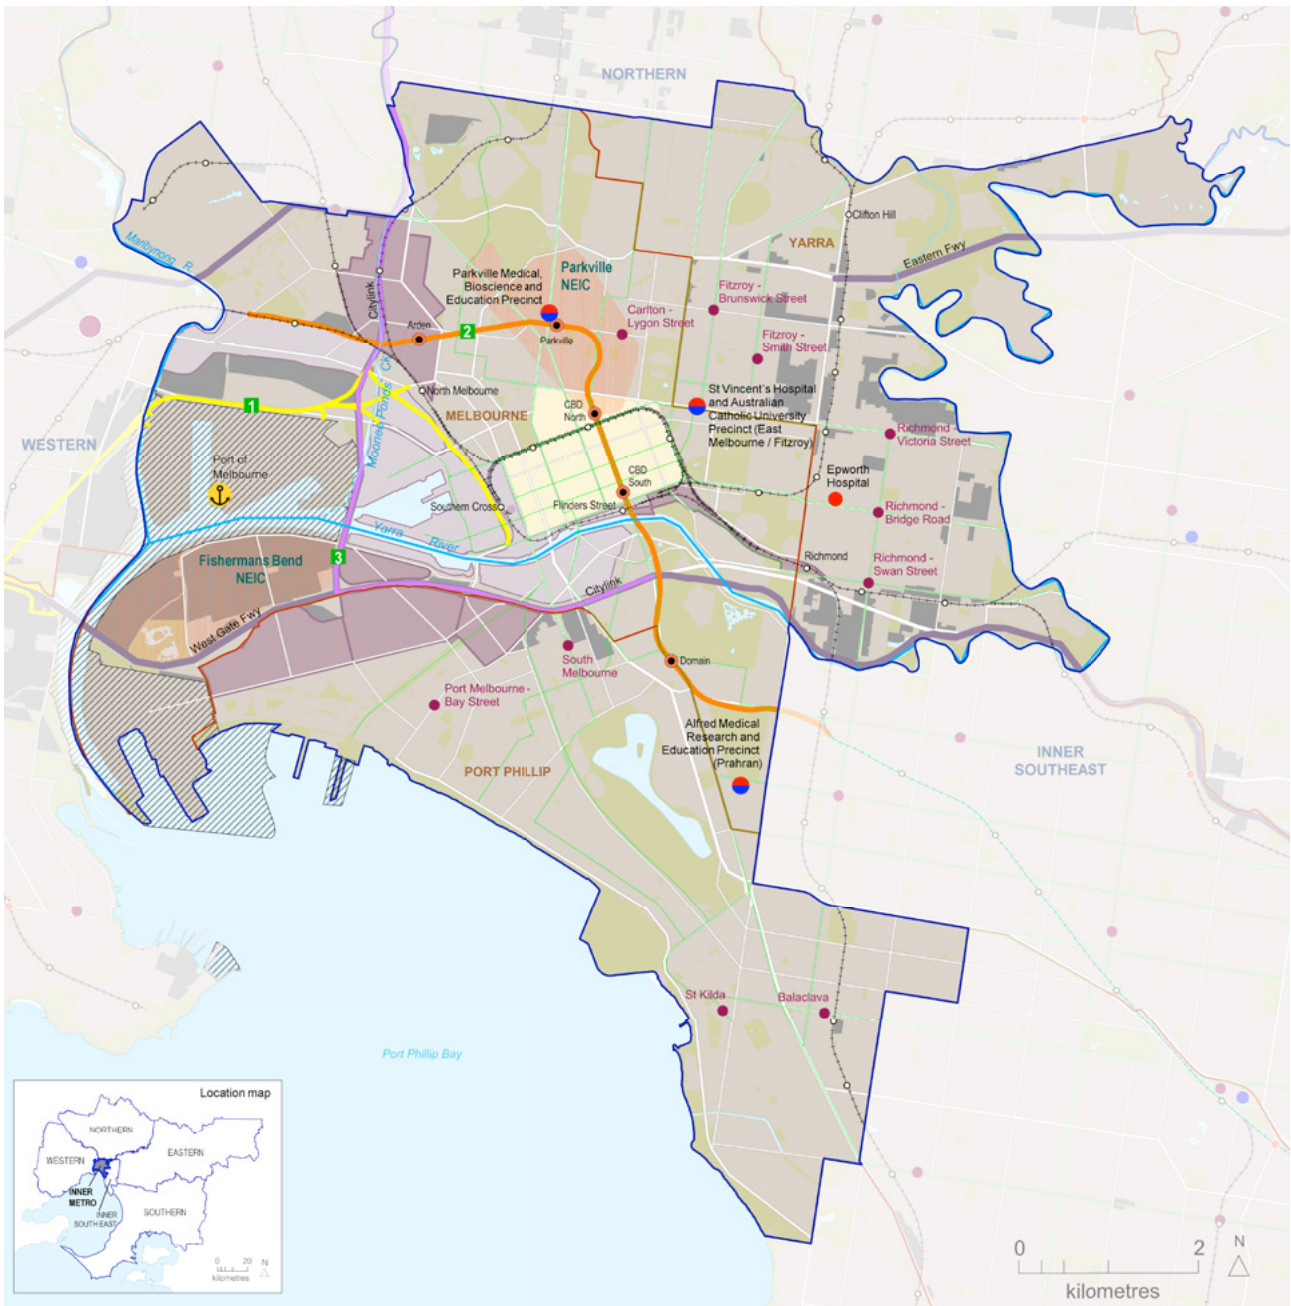 NORTHERN
Maribynong R
Citylink
Clifton Hill
YARRA
Eastern Fwy
Parkville Medical,
Bioscience and
Education Precinct
Parkville
NEIC
Fitzroy -
Brunswick Street
Carlton -
Lygon Street
Arden
2
Parkville
Fitzroy -
Smith Street
Moonee Ponds CK
North Melbourne
St Vincent's Hospital
and Australian
Catholic University
Precinct (East
Melbourne / Fitzroy)
1
MELBOURNE
CBD
North
WESTERN
Richmond -
Victoria Street
Port of
Melbourne
CBD
South
Epworth
Hospital
Southern Cross
Flinders Street
Richmond -
Bridge Road
Yarra River
Fishermans Bend
NEIC
3
Richmond
Richmond -
Swan Street
Citylink
West Gate Fwy
South
Melbourne
Domain
Port Melbourne -
Bay Street
Alfred Medical
Research and
Education Precinct
(Prahran)
INNER
SOUTHEAST
PORT PHILLIP
St Kilda
Balaclava
Port Phillip Bay
Location map
NORTHERN
WESTERN
EASTERN
INNER
METRO
INNER
SOUTH EAST
SOUTHERN
0 20
kilometres
N
0 2
kilometres
N